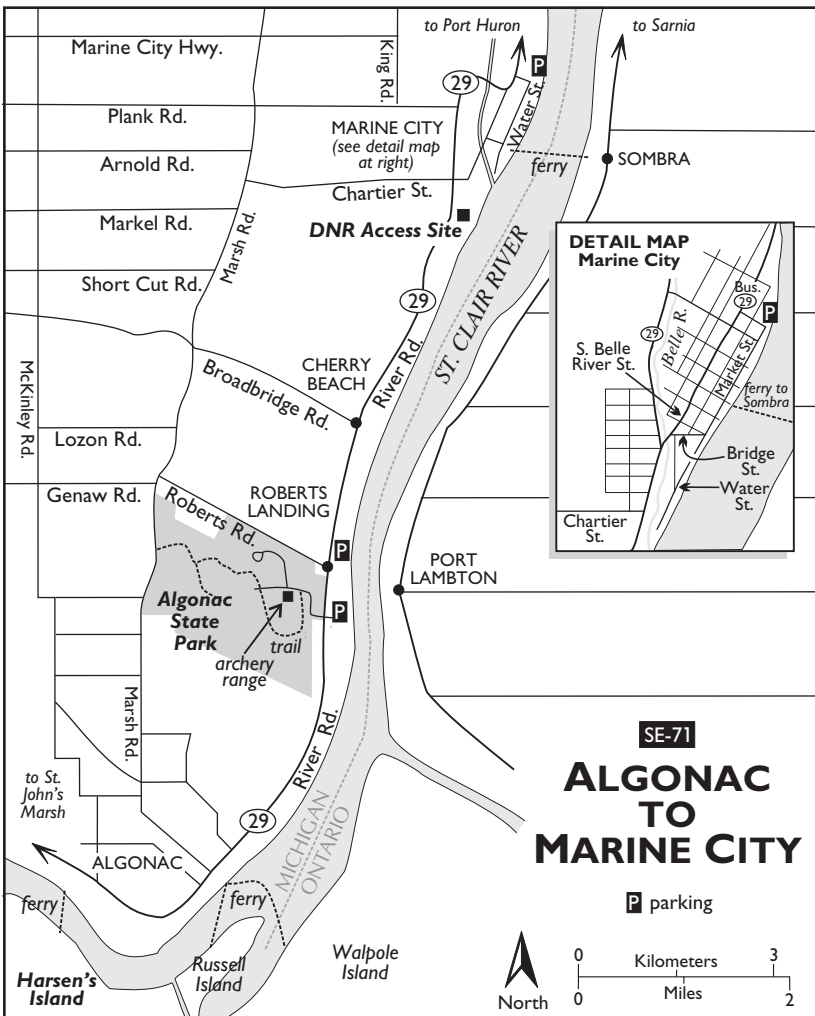 to Port Huron
to Sarnia
Marine City Hwy.
King Rd.
P
29
Plank Rd.
Water St.
MARINE CITY
(see detail map
at right)
Arnold Rd.
ferry
SOMBRA
Chartier St.
Markel Rd.
Marsh Rd.
DNR Access Site
Short Cut Rd.
29
ST. CLAIR RIVER
River Rd.
DETAIL MAP
Marine City
Bus.
29
P
29
Belle R.
S. Belle
River St.
Market St.
ferry to
Sombra
Bridge
St.
Water
St.
Chartier
St.
McKinley Rd.
CHERRY
BEACH
Broadbridge Rd.
Lozon Rd.
Genaw Rd.
ROBERTS
LANDING
Roberts Rd.
P
PORT
LAMBTON
Algonac
State
Park
P
trail
archery
range
Marsh Rd.
River Rd.
to St.
John's
Marsh
29
MICHIGAN
ONTARIO
ALGONAC
ferry
ferry
Harsen's
Island
Russell
Island
Walpole
Island
SE-71
ALGONAC
TO
MARINE CITY
P parking
North
0 Kilometers 3
0 Miles 2